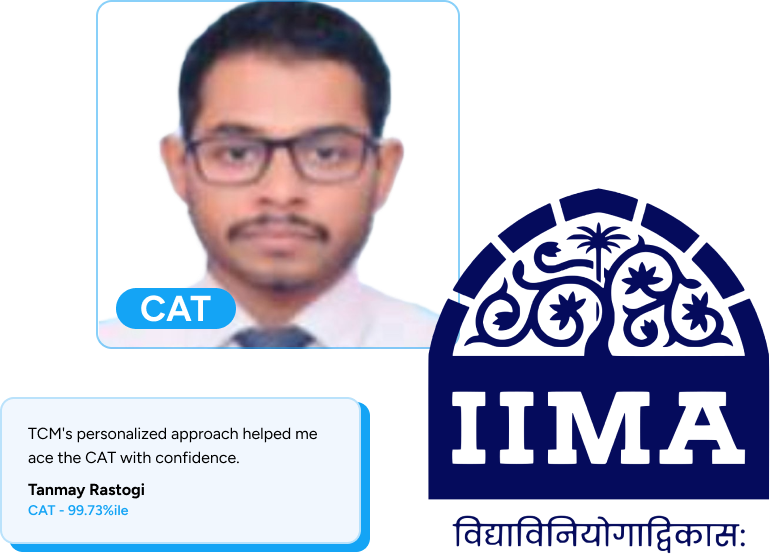 CAT
IIMA
विद्याविनियोगाद्विकास:
TCM's personalized approach helped me
ace the CAT with confidence.
Tanmay Rastogi
CAT - 99.73%ile